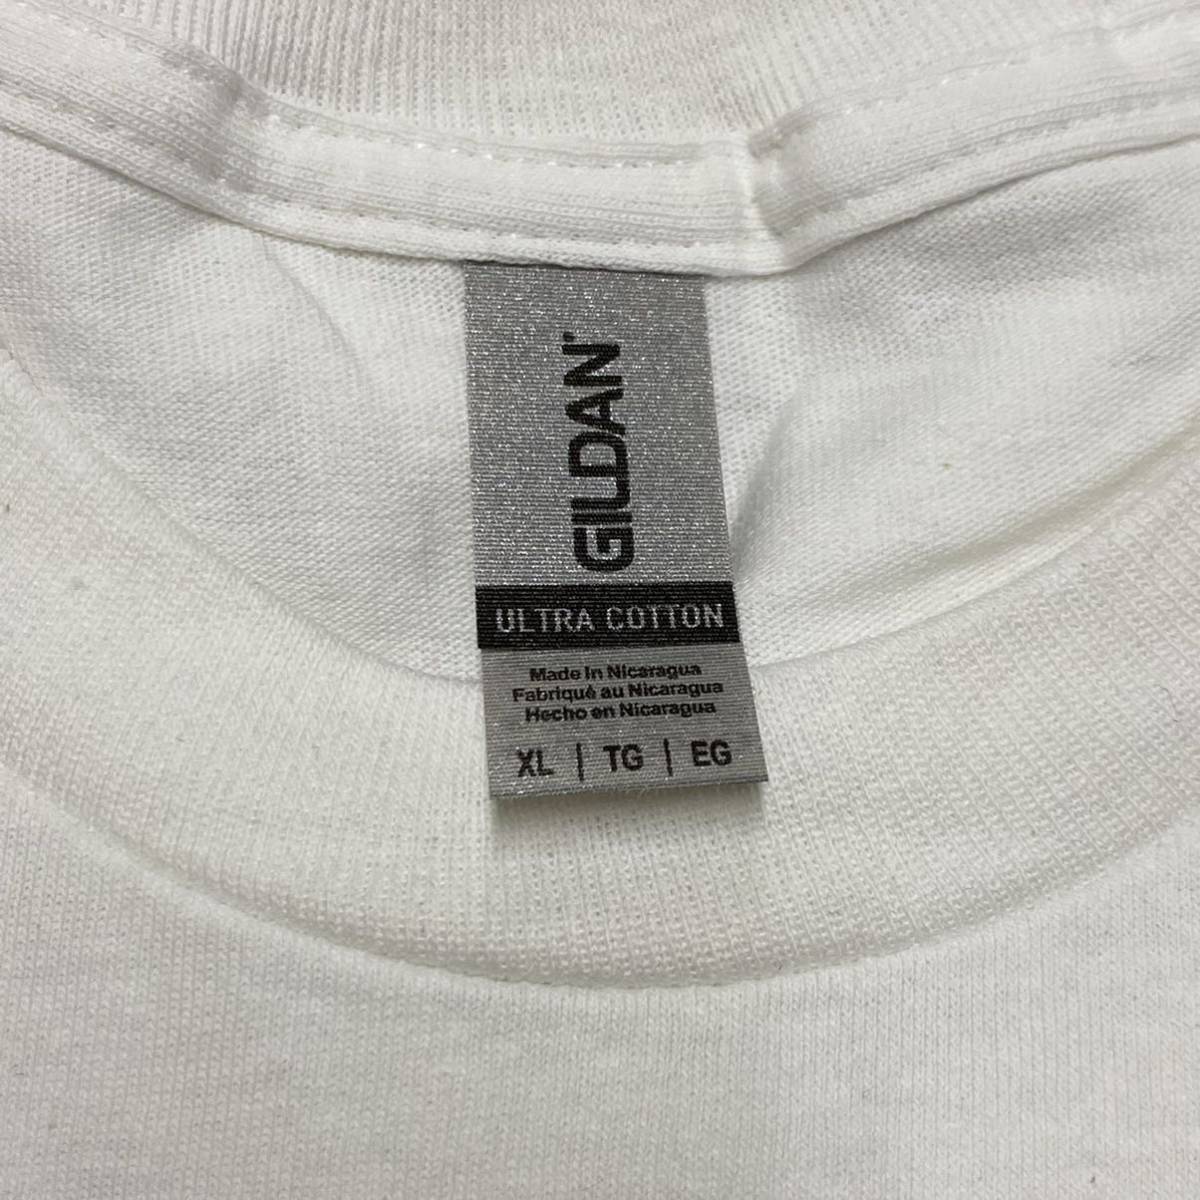 GILDAN
ULTRA COTTON
Made in Nicaragua
Fabriqué au Nicaragua
Hecho en Nicaragua
XL | TG | EG